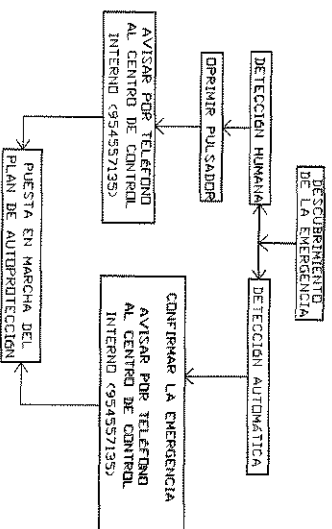 DESCUBRIMIENTO
DE LA EMERGENCIA
DETECCIÓN HUMANA
DETECCIÓN AUTOMÁTICA
OPRIMIR PULSADOR
AVISAR POR TELÉFONO
AL CENTRO DE CONTROL
INTERNO (954557135)
CONFIRMAR LA EMERGENCIA
AVISAR POR TELÉFONO
AL CENTRO DE CONTROL
INTERNO (954557135)
PUESTA EN MARCHA DEL
PLAN DE AUTOPROTECCIÓN